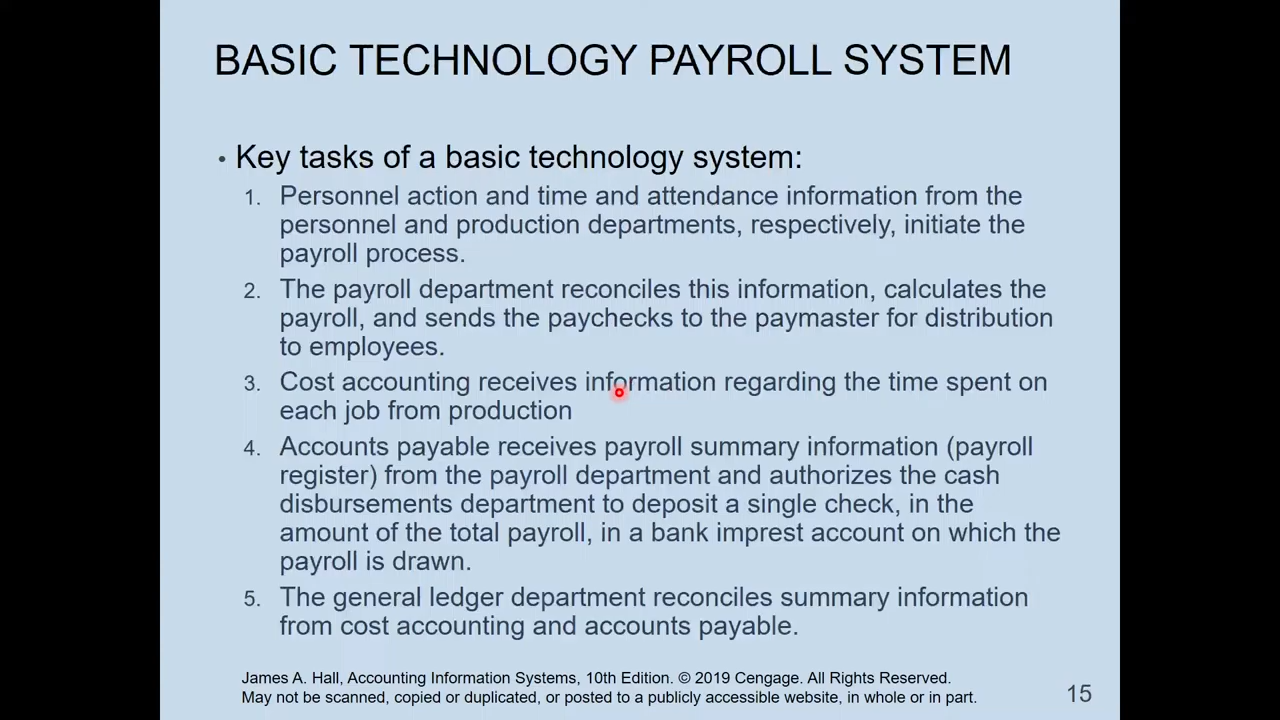 BASIC TECHNOLOGY PAYROLL SYSTEM
• Key tasks of a basic technology system:
1. Personnel action and time and attendance information from the
personnel and production departments, respectively, initiate the
payroll process.
2. The payroll department reconciles this information, calculates the
payroll, and sends the paychecks to the paymaster for distribution
to employees.
3. Cost accounting receives information regarding the time spent on
each job from production
4. Accounts payable receives payroll summary information (payroll
register) from the payroll department and authorizes the cash
disbursements department to deposit a single check, in the
amount of the total payroll, in a bank imprest account on which the
payroll is drawn.
5. The general ledger department reconciles summary information
from cost accounting and accounts payable.
James A. Hall, Accounting Information Systems, 10th Edition. © 2019 Cengage. All Rights Reserved.
May not be scanned, copied or duplicated, or posted to a publicly accessible website, in whole or in part.
15